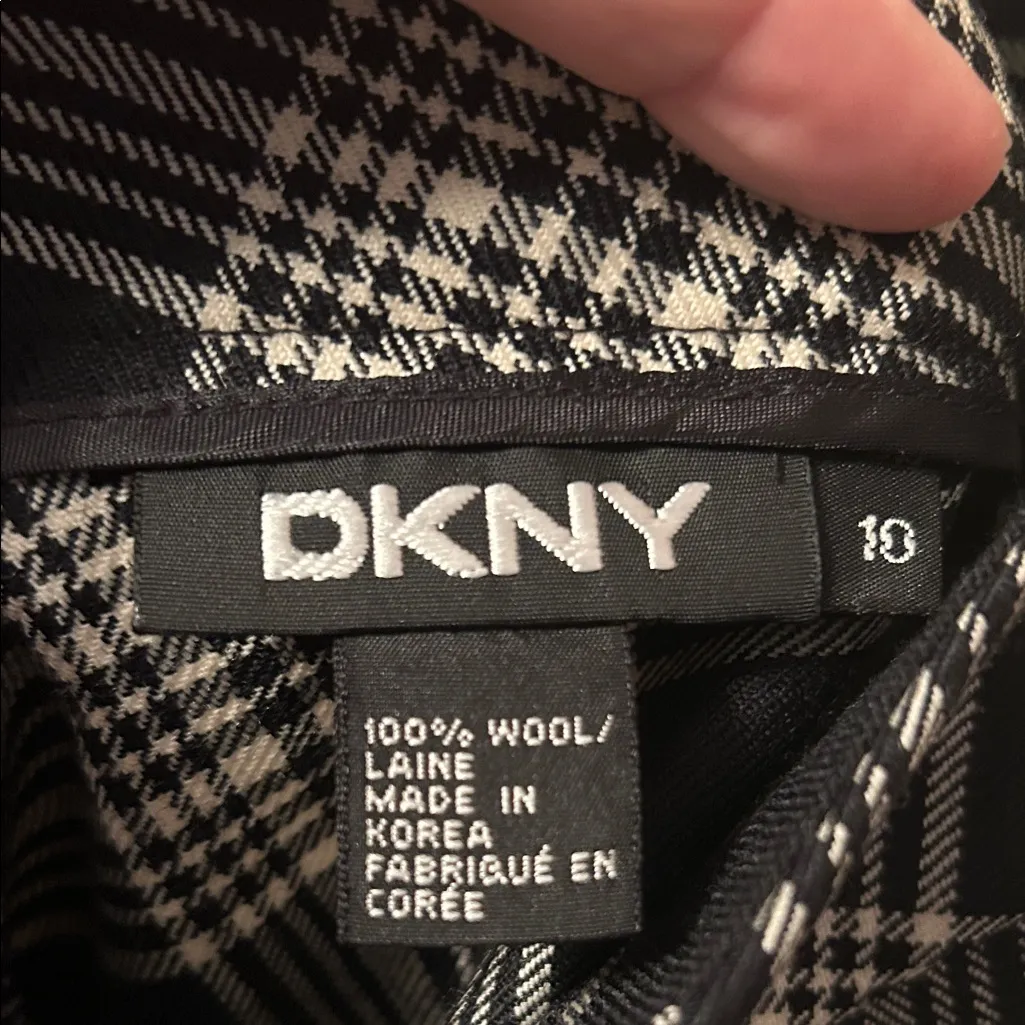 DKNY
10
100% WOOL/
LAINE
MADE IN
KOREA
FABRIQUÉ EN
CORÉE